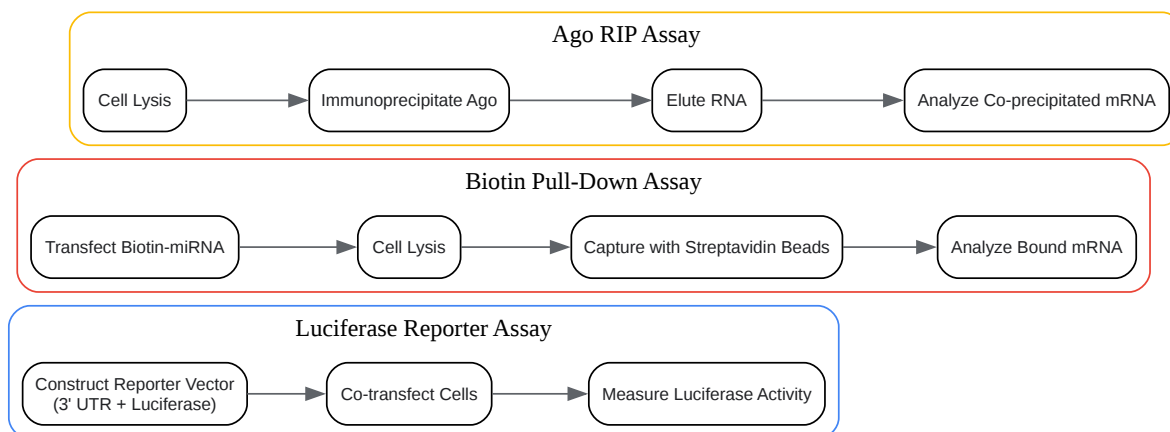 Ago RIP Assay
Cell Lysis
Immunoprecipitate Ago
Elute RNA
Analyze Co-precipitated mRNA
Biotin Pull-Down Assay
Transfect Biotin-miRNA
Cell Lysis
Capture with Streptavidin Beads
Analyze Bound mRNA
Luciferase Reporter Assay
Construct Reporter Vector
(3' UTR + Luciferase)
Co-transfect Cells
Measure Luciferase Activity